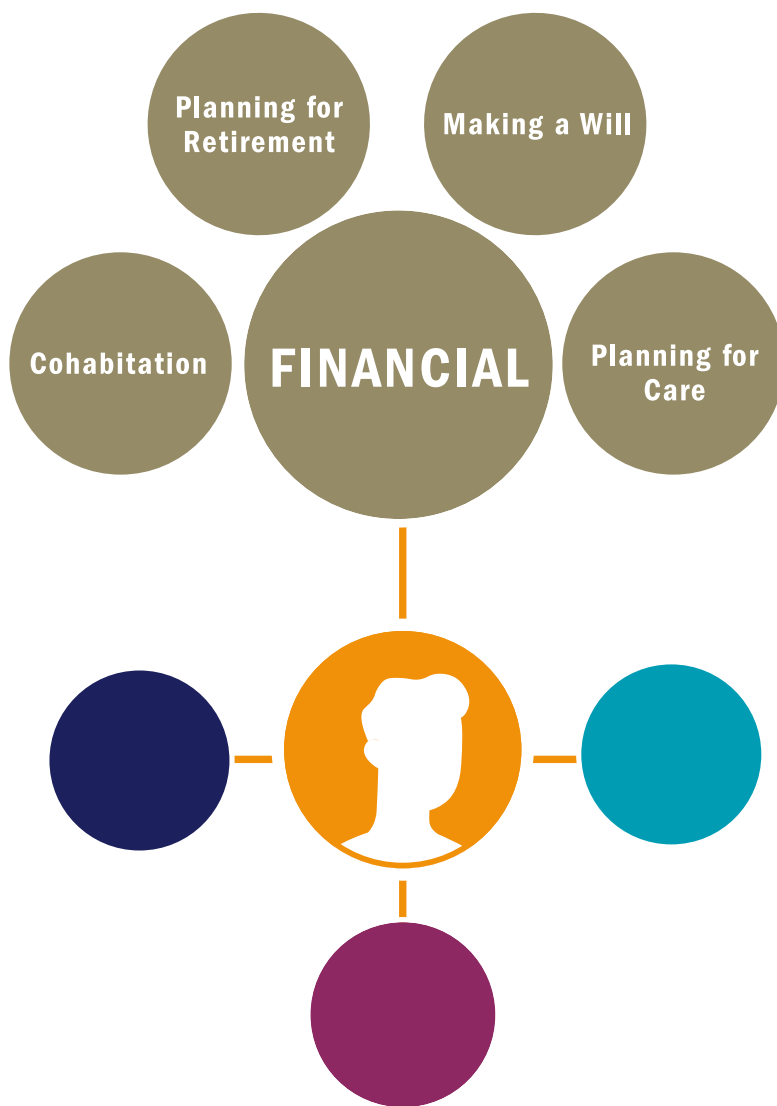 Planning for
Retirement
Making a Will
Cohabitation
FINANCIAL
Planning for
Care